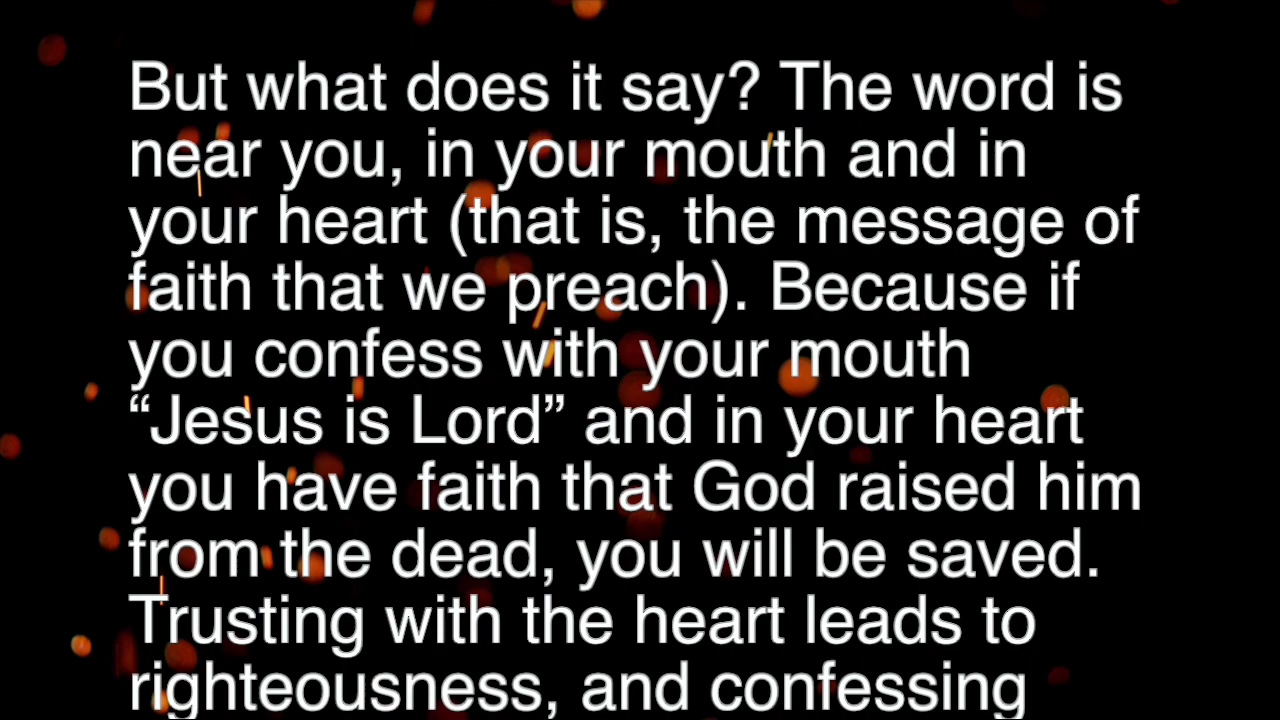 But what does it say? The word is
near you, in your mouth and in
your heart (that is, the message of
faith that we preach). Because if
you confess with your mouth
“Jesus is Lord” and in your heart
you have faith that God raised him
from the dead, you will be saved.
Trusting with the heart leads to
righteousness, and confessing